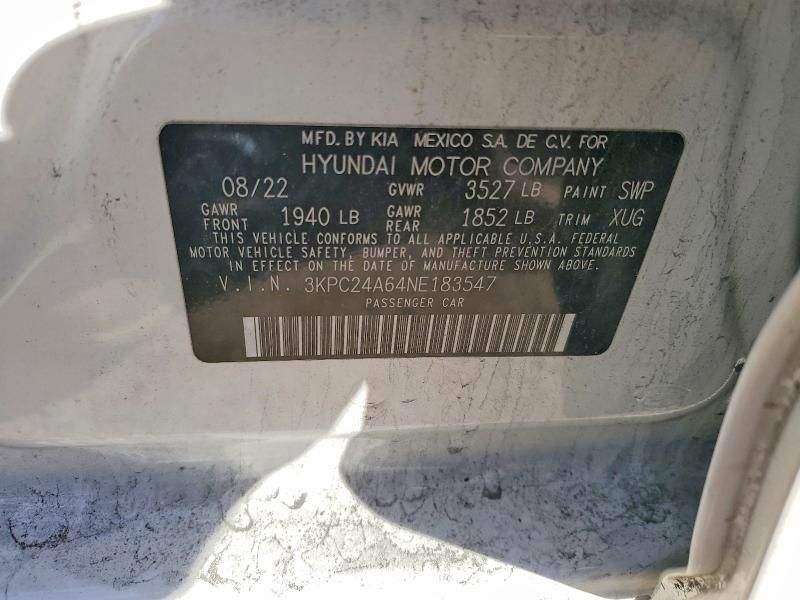 MFD. BY KIA MEXICO S.A. DE C.V. FOR
HYUNDAI MOTOR COMPANY
08/22 GVWR 3527 LB PAINT SWP
GAWR FRONT 1940 LB GAWR REAR 1852 LB TRIM XUG
THIS VEHICLE CONFORMS TO ALL APPLICABLE U.S.A. FEDERAL
MOTOR VEHICLE SAFETY, BUMPER, AND THEFT PREVENTION STANDARDS
IN EFFECT ON THE DATE OF MANUFACTURE SHOWN ABOVE.
V.I.N. 3KPC24A64NE183547
PASSENGER CAR